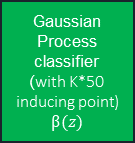 Gaussian
Process
classifier
(with K*50
inducing point)
β(z)